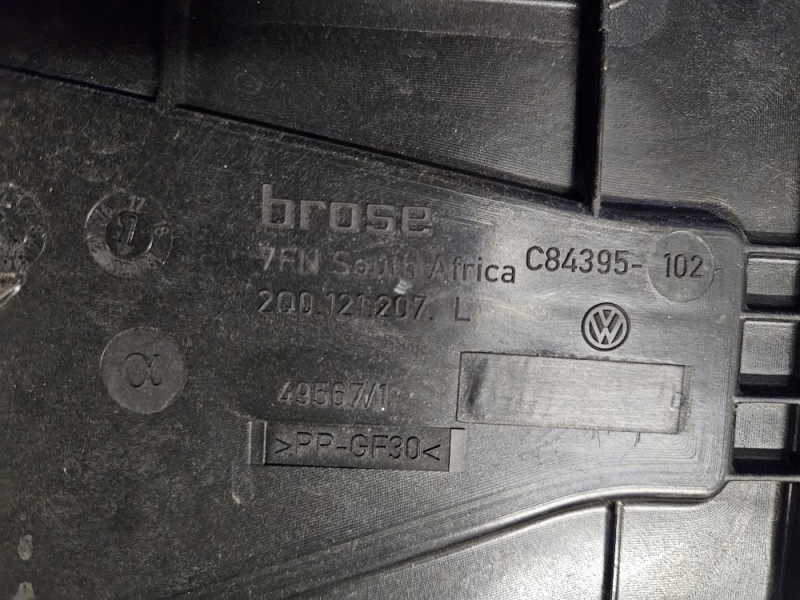 brose
7FN South Africa C84395- 102
2Q0.121.207. L
α
49567/1
>PP-GF30<